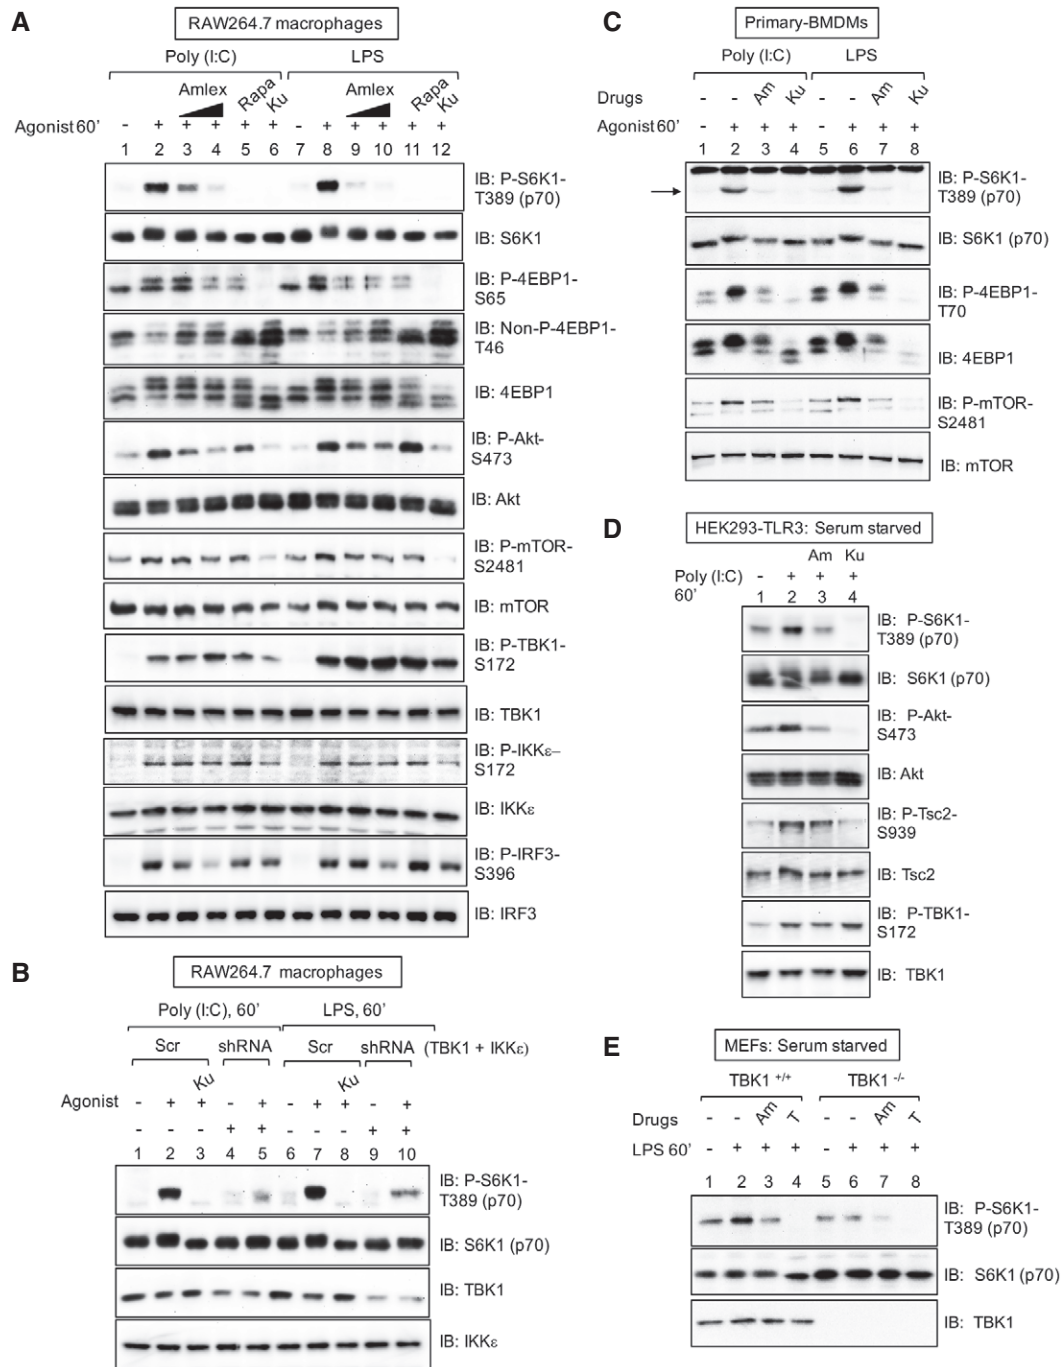 A
RAW264.7 macrophages
Poly (I:C) LPS
Amlex Rapa Ku Amlex Rapa Ku
Agonist 60’ - + + + + + - + + + + +
1 2 3 4 5 6 7 8 9 10 11 12
IB: P-S6K1-
T389 (p70)
IB: S6K1
IB: P-4EBP1-
S65
IB: Non-P-4EBP1-
T46
IB: 4EBP1
IB: P-Akt-
S473
IB: Akt
IB: P-mTOR-
S2481
IB: mTOR
IB: P-TBK1-
S172
IB: TBK1
IB: P-IKKε–
S172
IB: IKKε
IB: P-IRF3-
S396
IB: IRF3
B
RAW264.7 macrophages
Poly (I:C), 60’ LPS, 60’
Scr shRNA Scr shRNA (TBK1 + IKKε)
Ku Ku
Agonist - + + - + - + + - +
- - - + + - - - + +
1 2 3 4 5 6 7 8 9 10
IB: P-S6K1-
T389 (p70)
IB: S6K1 (p70)
IB: TBK1
IB: IKKε
C
Primary-BMDMs
Poly (I:C) LPS
Drugs - - Am Ku - - Am Ku
Agonist 60’ - + + + - + + +
1 2 3 4 5 6 7 8
IB: P-S6K1-
T389 (p70)
IB: S6K1 (p70)
IB: P-4EBP1-
T70
IB: 4EBP1
IB: P-mTOR-
S2481
IB: mTOR
D
HEK293-TLR3: Serum starved
Am Ku
Poly (I:C) - + + +
60’ 1 2 3 4
IB: P-S6K1-
T389 (p70)
IB: S6K1 (p70)
IB: P-Akt-
S473
IB: Akt
IB: P-Tsc2-
S939
IB: Tsc2
IB: P-TBK1-
S172
IB: TBK1
E
MEFs: Serum starved
TBK1 +/+ TBK1 -/-
Drugs - - Am T - - Am T
LPS 60’ - + + + - + + +
1 2 3 4 5 6 7 8
IB: P-S6K1-
T389 (p70)
IB: S6K1 (p70)
IB: TBK1